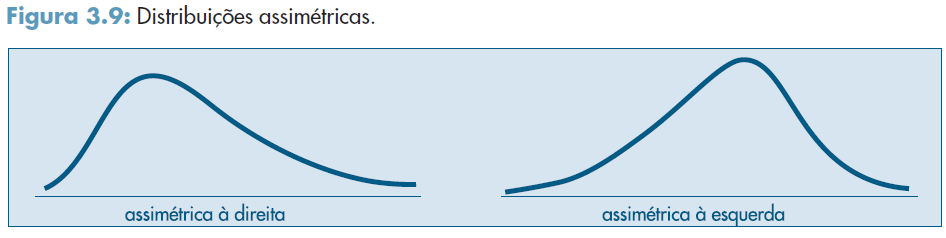 Figura 3.9: Distribuições assimétricas.
assimétrica à direita
assimétrica à esquerda